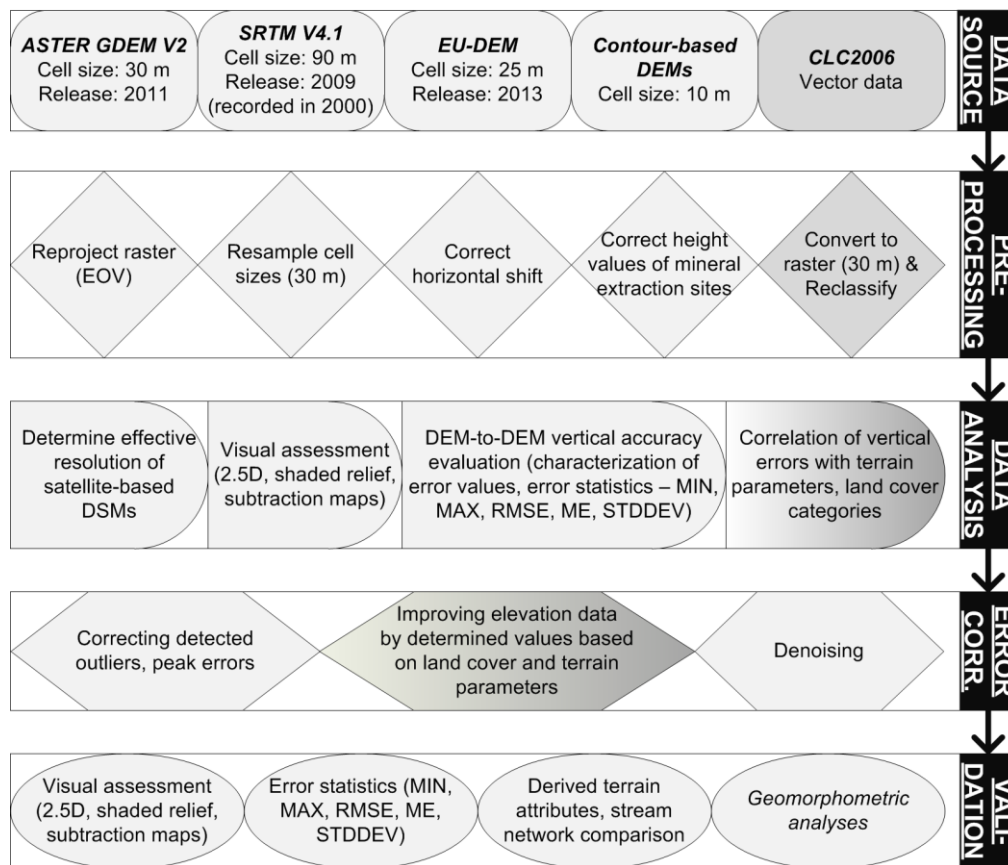 ASTER GDEM V2
Cell size: 30 m
Release: 2011
SRTM V4.1
Cell size: 90 m
Release: 2009
(recorded in 2000)
EU-DEM
Cell size: 25 m
Release: 2013
Contour-based
DEMs
Cell size: 10 m
CLC2006
Vector data
DATA
SOURCE
Reproject raster
(EOV)
Resample cell
sizes (30 m)
Correct
horizontal shift
Correct height
values of mineral
extraction sites
Convert to
raster (30 m) &
Reclassify
PRE-
PROCESSING
Determine effective
resolution of
satellite-based
DSMs
Visual assessment
(2.5D, shaded relief,
subtraction maps)
DEM-to-DEM vertical accuracy
evaluation (characterization of
error values, error statistics – MIN,
MAX, RMSE, ME, STDDEV)
Correlation of vertical
errors with terrain
parameters, land cover
categories
DATA
ANALYSIS
Correcting detected
outliers, peak errors
Improving elevation data
by determined values based
on land cover and terrain
parameters
Denoising
ERROR
CORR.
Visual assessment
(2.5D, shaded relief,
subtraction maps)
Error statistics (MIN,
MAX, RMSE, ME,
STDDEV)
Derived terrain
attributes, stream
network comparison
Geomorphometric
analyses
VALI-
DATION